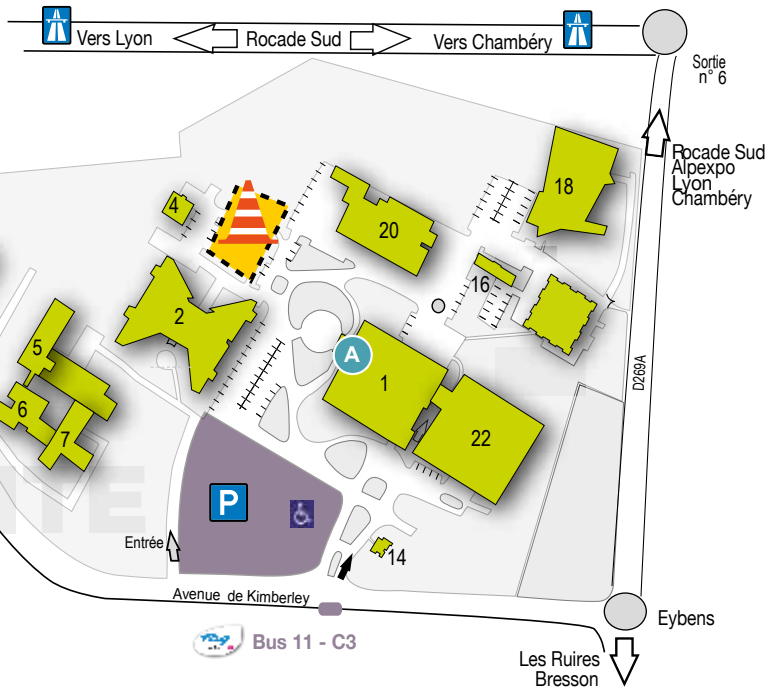 Vers Lyon
Rocade Sud
Vers Chambéry
Sortie
n° 6
Rocade Sud
Alpexpo
Lyon
Chambéry
18
4
20
16
2
A
5
1
D269A
6
7
22
P
ITE
Entrée
14
Avenue de Kimberley
Eybens
Bus 11 - C3
Les Ruires
Bresson